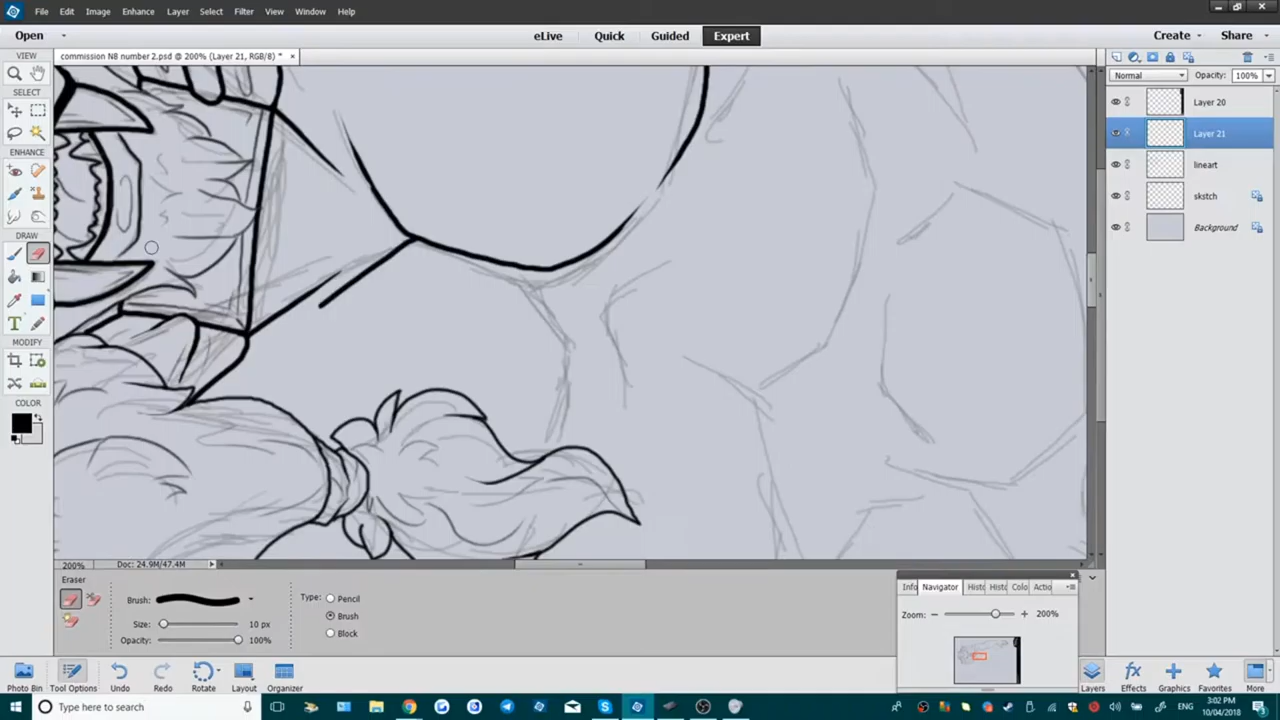 File Edit Image Enhance Layer Select Filter View Window Help
Open eLive Quick Guided Expert Create Share
VIEW
commission N8 number 2.psd @ 200% (Layer 21, RGB/8) * ×
Normal Opacity: 100%
SELECT
Layer 20
Layer 21
ENHANCE
lineart
skstch
DRAW
Background
MODIFY
COLOR
200% Doc: 24.9M/47.4M
Eraser
Brush:
Size: 10 px
Opacity: 100%
Type: Pencil
Brush
Block
Info Navigator Histo Histo Colo Actio
Zoom: 200%
Photo Bin Tool Options Undo Redo Rotate Layout Organizer Layers Effects Graphics Favorites More
Type here to search
ENG
3:02 PM
10/04/2018